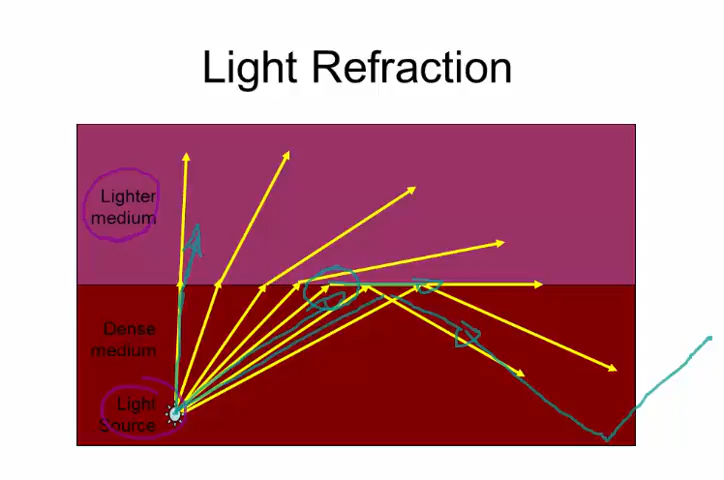 Light Refraction
Lighter
medium
Dense
medium
Light
Source